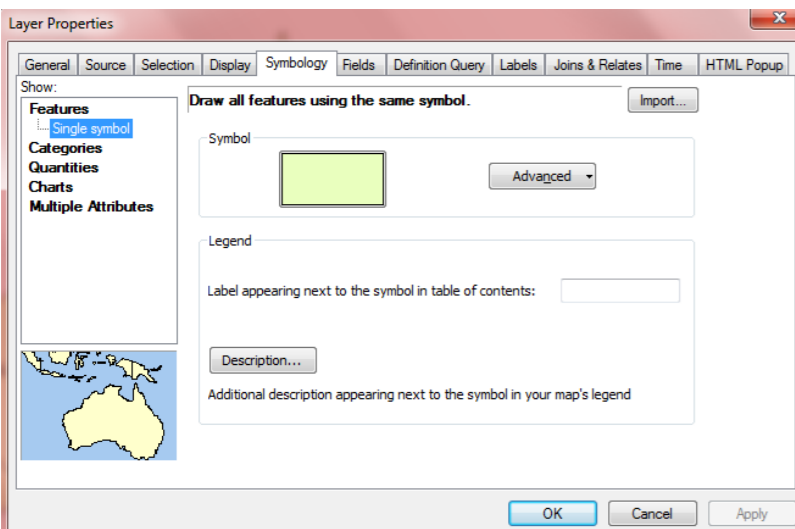 Layer Properties
General Source Selection Display Symbology Fields Definition Query Labels Joins & Relates Time HTML Popup
Show:
Features
Single symbol
Categories
Quantities
Charts
Multiple Attributes
Draw all features using the same symbol.
Import...
Symbol
Advanced
Legend
Label appearing next to the symbol in table of contents:
Description...
Additional description appearing next to the symbol in your map's legend
OK Cancel Apply